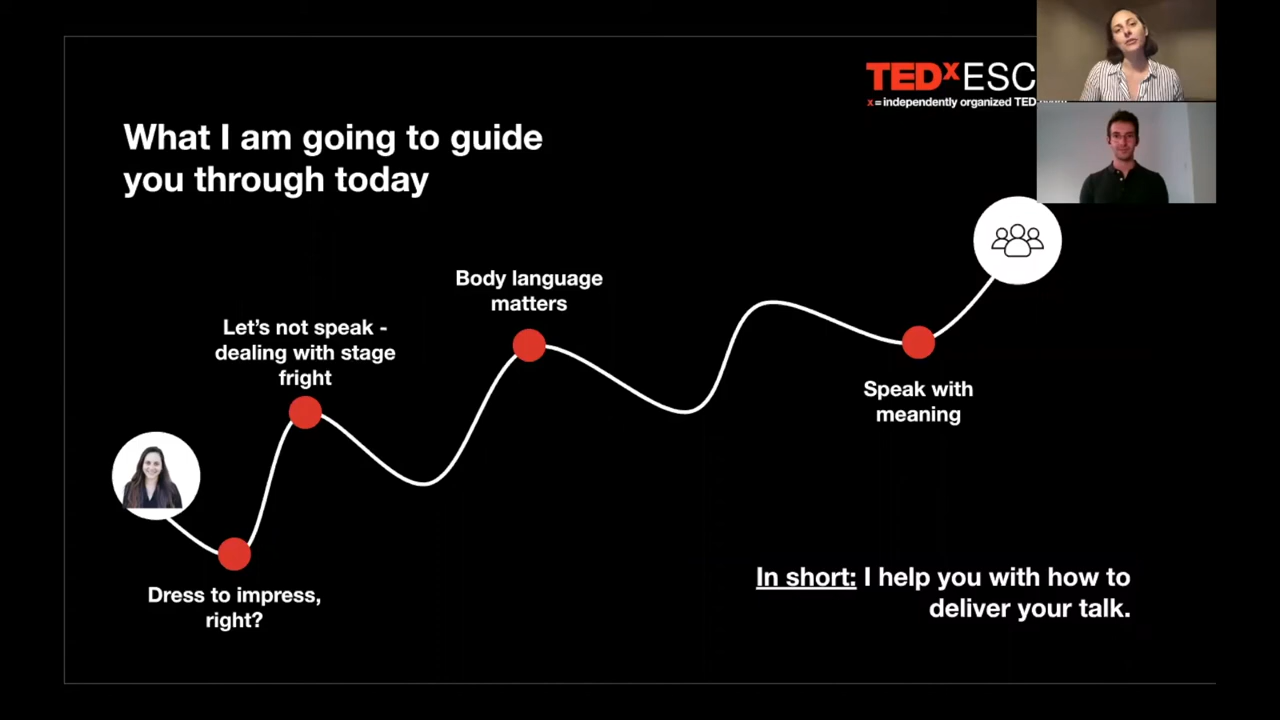 TEDxESC
x = independently organized TED
What I am going to guide
you through today
Body language
matters
Let's not speak -
dealing with stage
fright
Speak with
meaning
Dress to impress,
right?
In short: I help you with how to
deliver your talk.